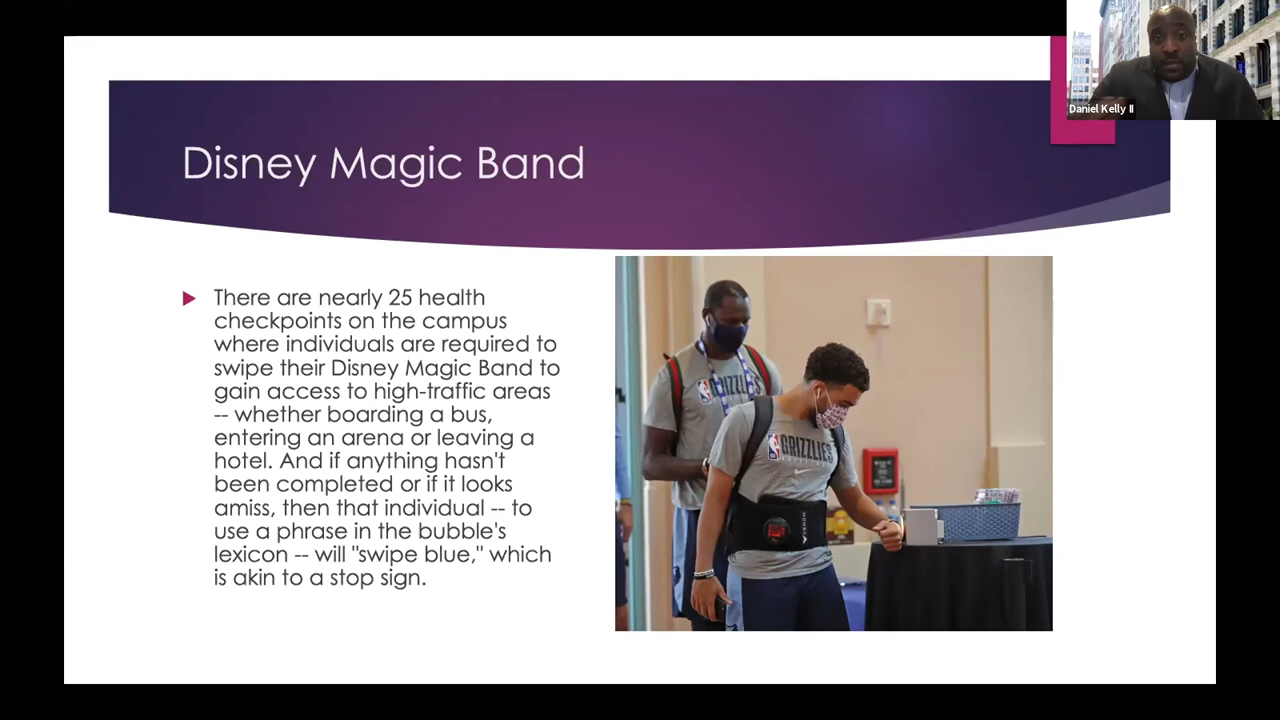 Daniel Kelly II
Disney Magic Band
There are nearly 25 health
checkpoints on the campus
where individuals are required to
swipe their Disney Magic Band to
gain access to high-traffic areas
-- whether boarding a bus,
entering an arena or leaving a
hotel. And if anything hasn't
been completed or if it looks
amiss, then that individual -- to
use a phrase in the bubble's
lexicon -- will "swipe blue," which
is akin to a stop sign.
GRIZZLIES
GRIZZLIES